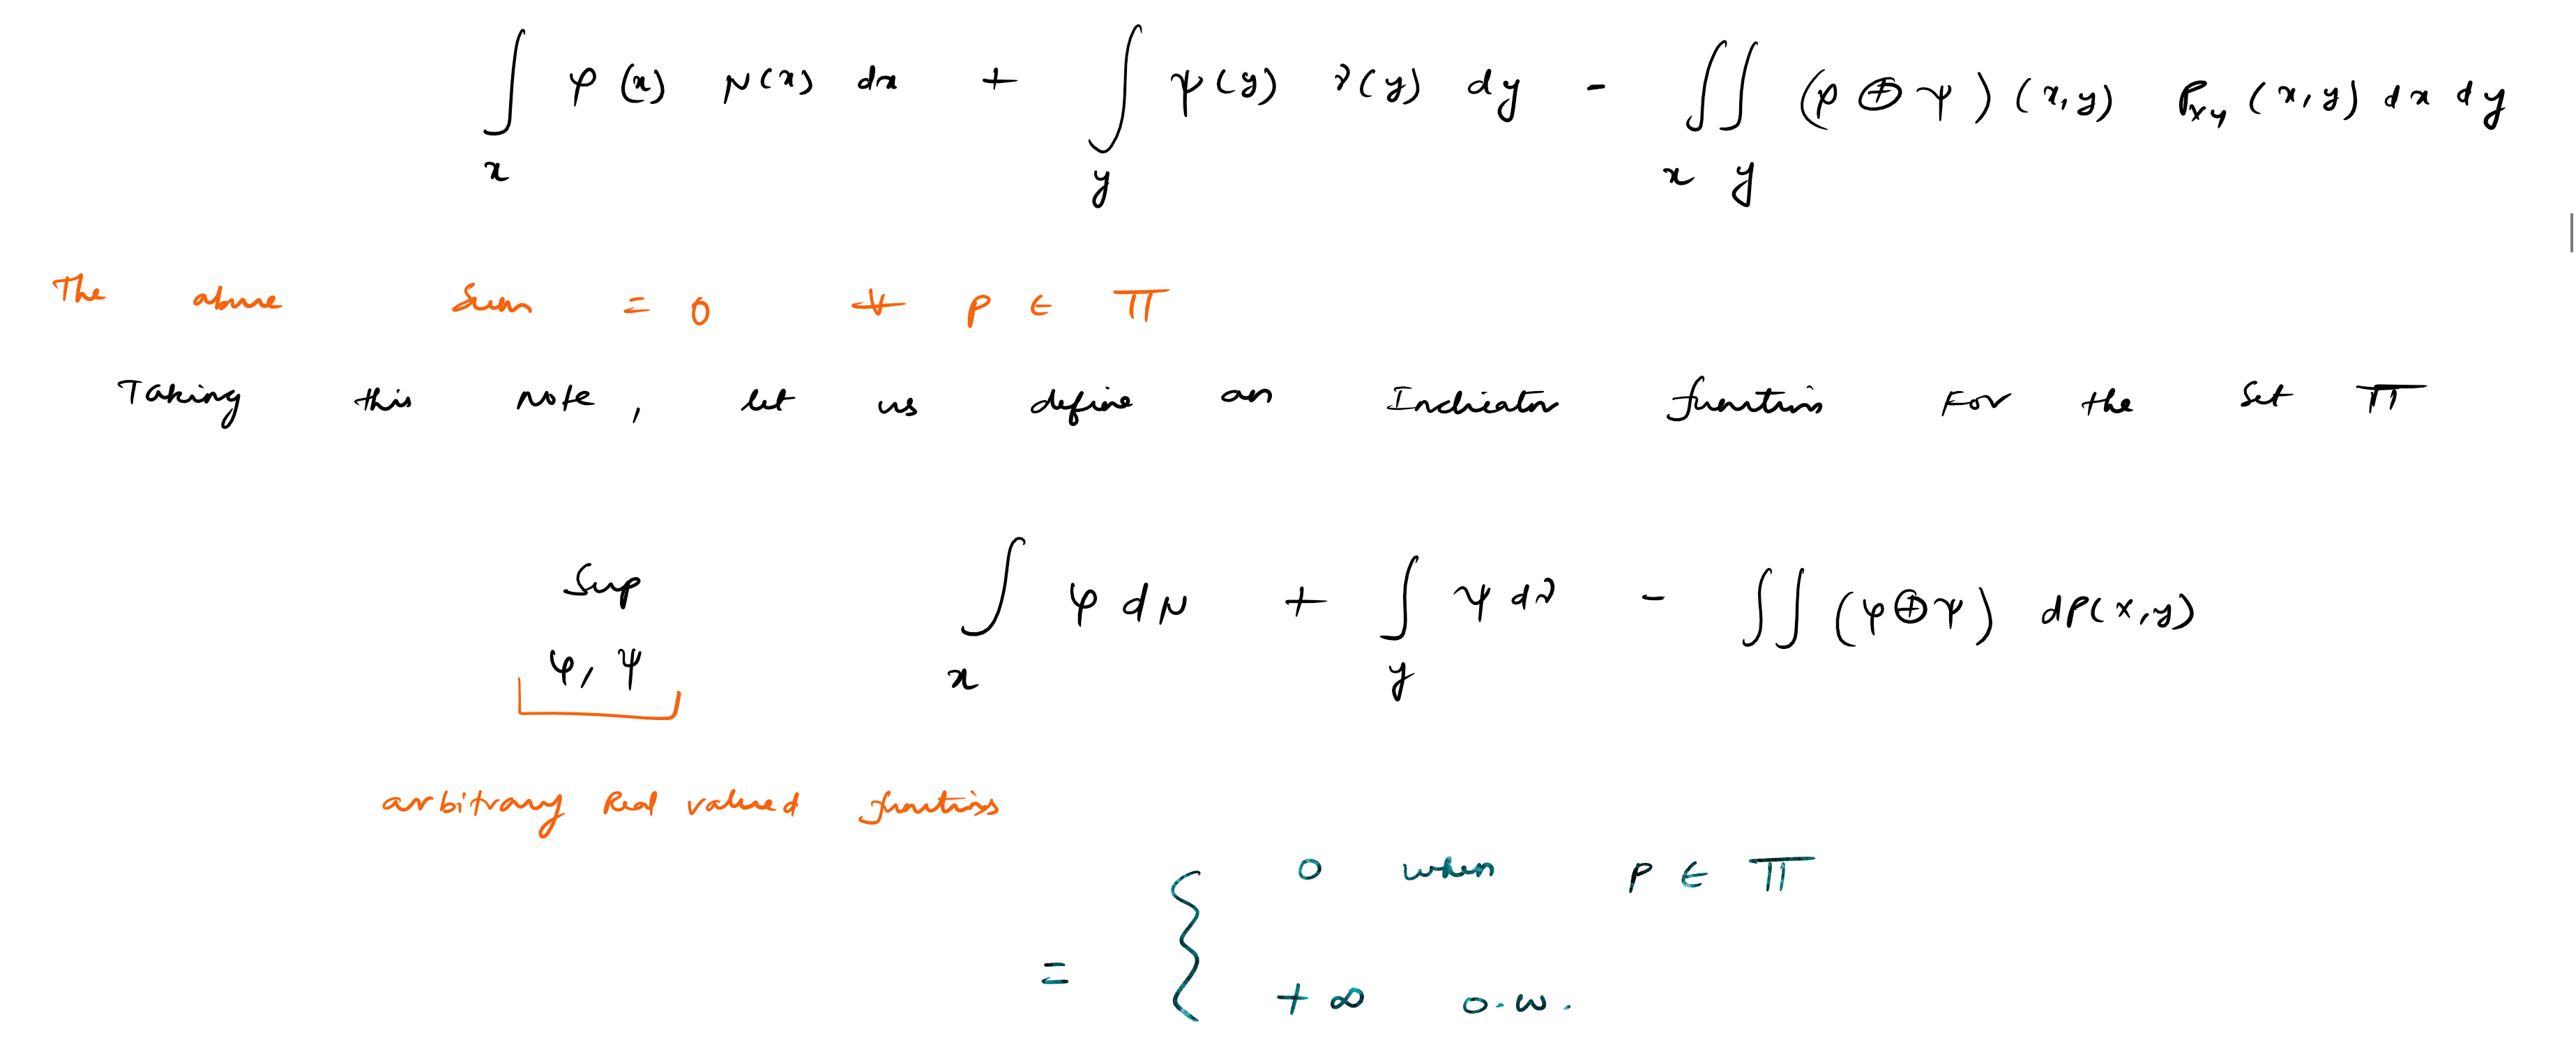 ∫_x φ(x) μ(x) dx + ∫_y ψ(y) ν(y) dy - ∫∫_{x y} (φ ⊕ ψ)(x,y) P_{xy}(x,y) dx dy
The above sum = 0 ∀ P ∈ Π
Taking this note, let us define an Indicator function For the set Π
Sup_{φ, ψ} ∫_x φ dμ + ∫_y ψ dν - ∫∫ (φ⊕ψ) dP(x,y)
arbitrary Real valued functions
= { 0 when P ∈ Π
+∞ o.w.